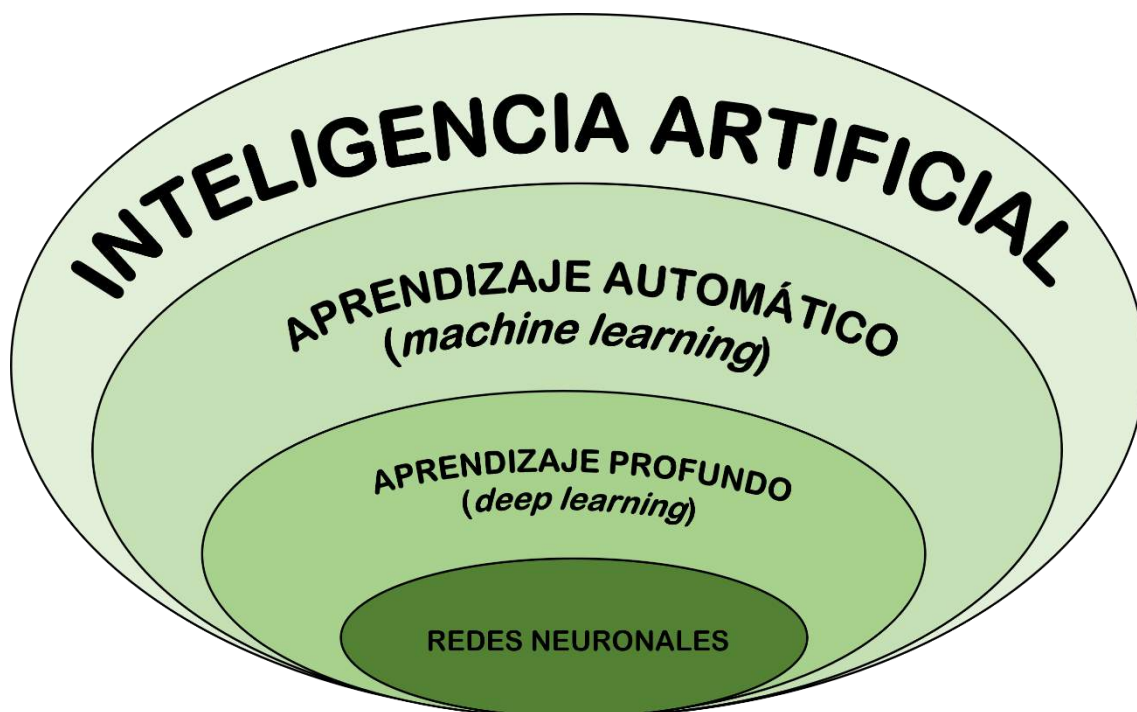 INTELIGENCIA ARTIFICIAL
APRENDIZAJE AUTOMÁTICO
(machine learning)
APRENDIZAJE PROFUNDO
(deep learning)
REDES NEURONALES